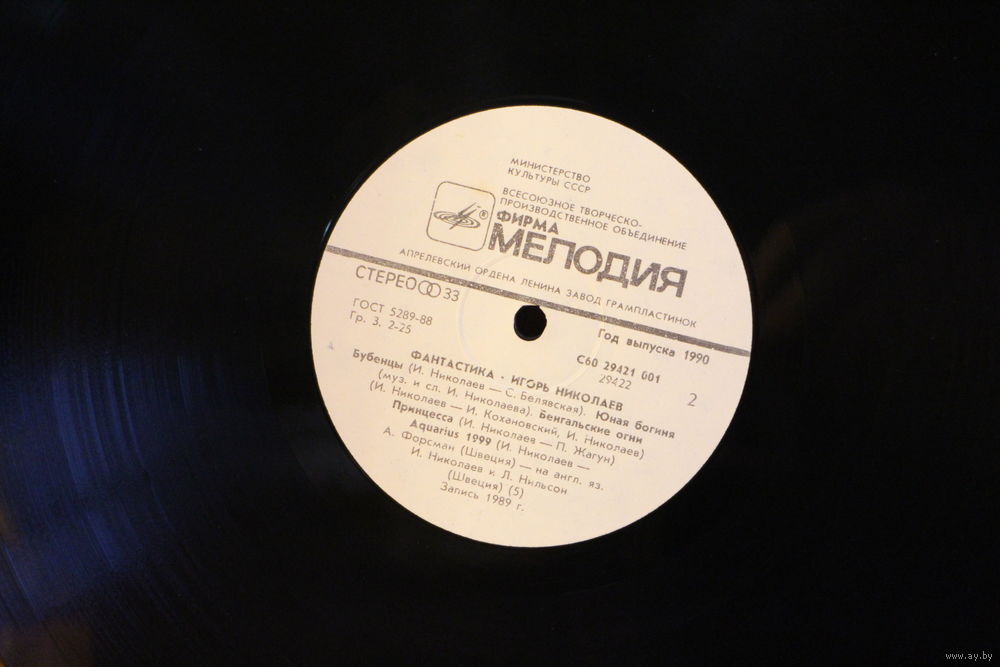 МИНИСТЕРСТВО
КУЛЬТУРЫ СССР
ВСЕСОЮЗНОЕ ТВОРЧЕСКО-
ПРОИЗВОДСТВЕННОЕ ОБЪЕДИНЕНИЕ
ФИРМА
®
МЕЛОДИЯ
АПРЕЛЕВСКИЙ ОРДЕНА ЛЕНИНА ЗАВОД ГРАМПЛАСТИНОК
СТЕРЕО 33
ГОСТ 5289-88
Гр. 3. 2-25
Год выпуска 1990
С60 29421 001
29422
2
ФАНТАСТИКА · ИГОРЬ НИКОЛАЕВ
Бубенцы (И. Николаев — С. Белявская). Юная богиня
(муз. и сл. И. Николаева). Бенгальские огни
(И. Николаев — И. Кохановский, И. Николаев)
Принцесса (И. Николаев — П. Жагун)
Aquarius 1999 (И. Николаев —
А. Форсман (Швеция) — на англ. яз.
И. Николаев и Л. Нильсон
(Швеция) (5)
Запись 1989 г.
www.ay.by